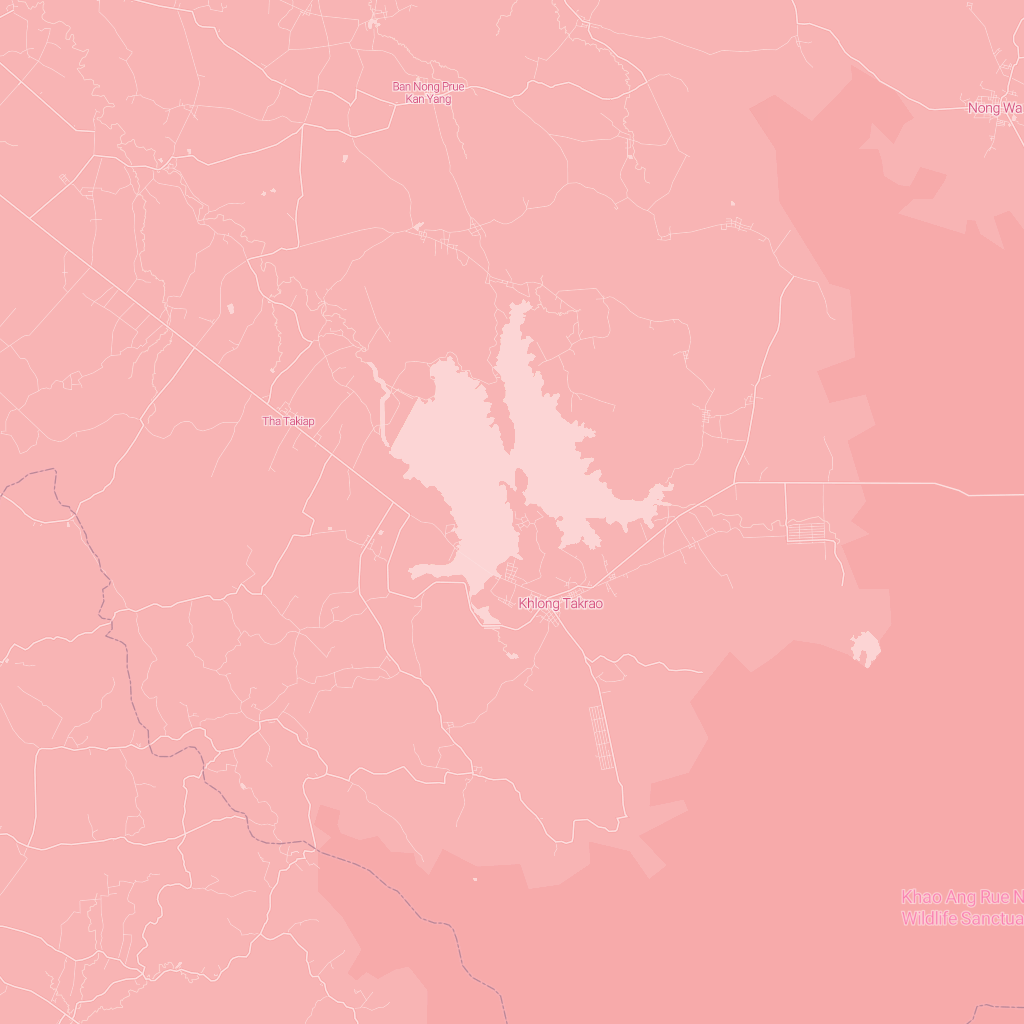 Ban Nong Prue
Kan Yang
Nong Wa
Tha Takiap
Khlong Takrao
Khao Ang Rue N
Wildlife Sanctua